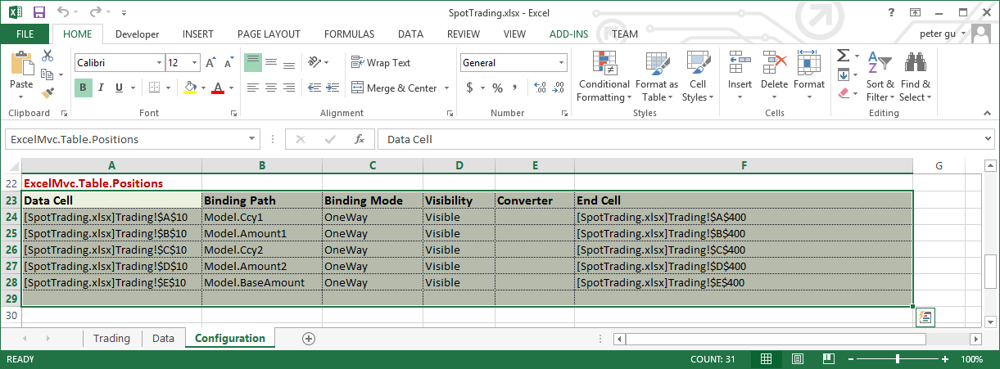 SpotTrading.xlsx - Excel
FILE HOME Developer INSERT PAGE LAYOUT FORMULAS DATA REVIEW VIEW ADD-INS TEAM peter gu
Paste
Calibri 12
Wrap Text
General
Conditional Formatting
Format as Table
Cell Styles
Insert
Delete
Format
Sort & Filter
Find & Select
B I U
Merge & Center
$ % ,
Clipboard Font Alignment Number Styles Cells Editing
ExcelMvc.Table.Positions fx Data Cell
A B C D E F G
22 ExcelMvc.Table.Positions
23 Data Cell Binding Path Binding Mode Visibility Converter End Cell
24 [SpotTrading.xlsx]Trading!$A$10 Model.Ccy1 OneWay Visible [SpotTrading.xlsx]Trading!$A$400
25 [SpotTrading.xlsx]Trading!$B$10 Model.Amount1 OneWay Visible [SpotTrading.xlsx]Trading!$B$400
26 [SpotTrading.xlsx]Trading!$C$10 Model.Ccy2 OneWay Visible [SpotTrading.xlsx]Trading!$C$400
27 [SpotTrading.xlsx]Trading!$D$10 Model.Amount2 OneWay Visible [SpotTrading.xlsx]Trading!$D$400
28 [SpotTrading.xlsx]Trading!$E$10 Model.BaseAmount OneWay Visible [SpotTrading.xlsx]Trading!$E$400
29
30
Trading Data Configuration
READY COUNT: 31 100%